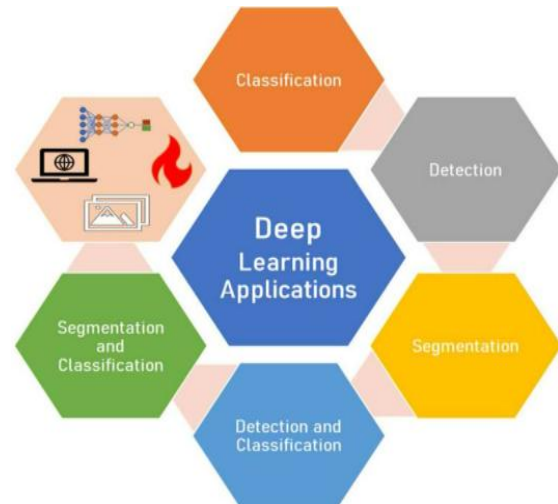 Classification
Detection
Deep
Learning
Applications
Segmentation
and
Classification
Segmentation
Detection and
Classification